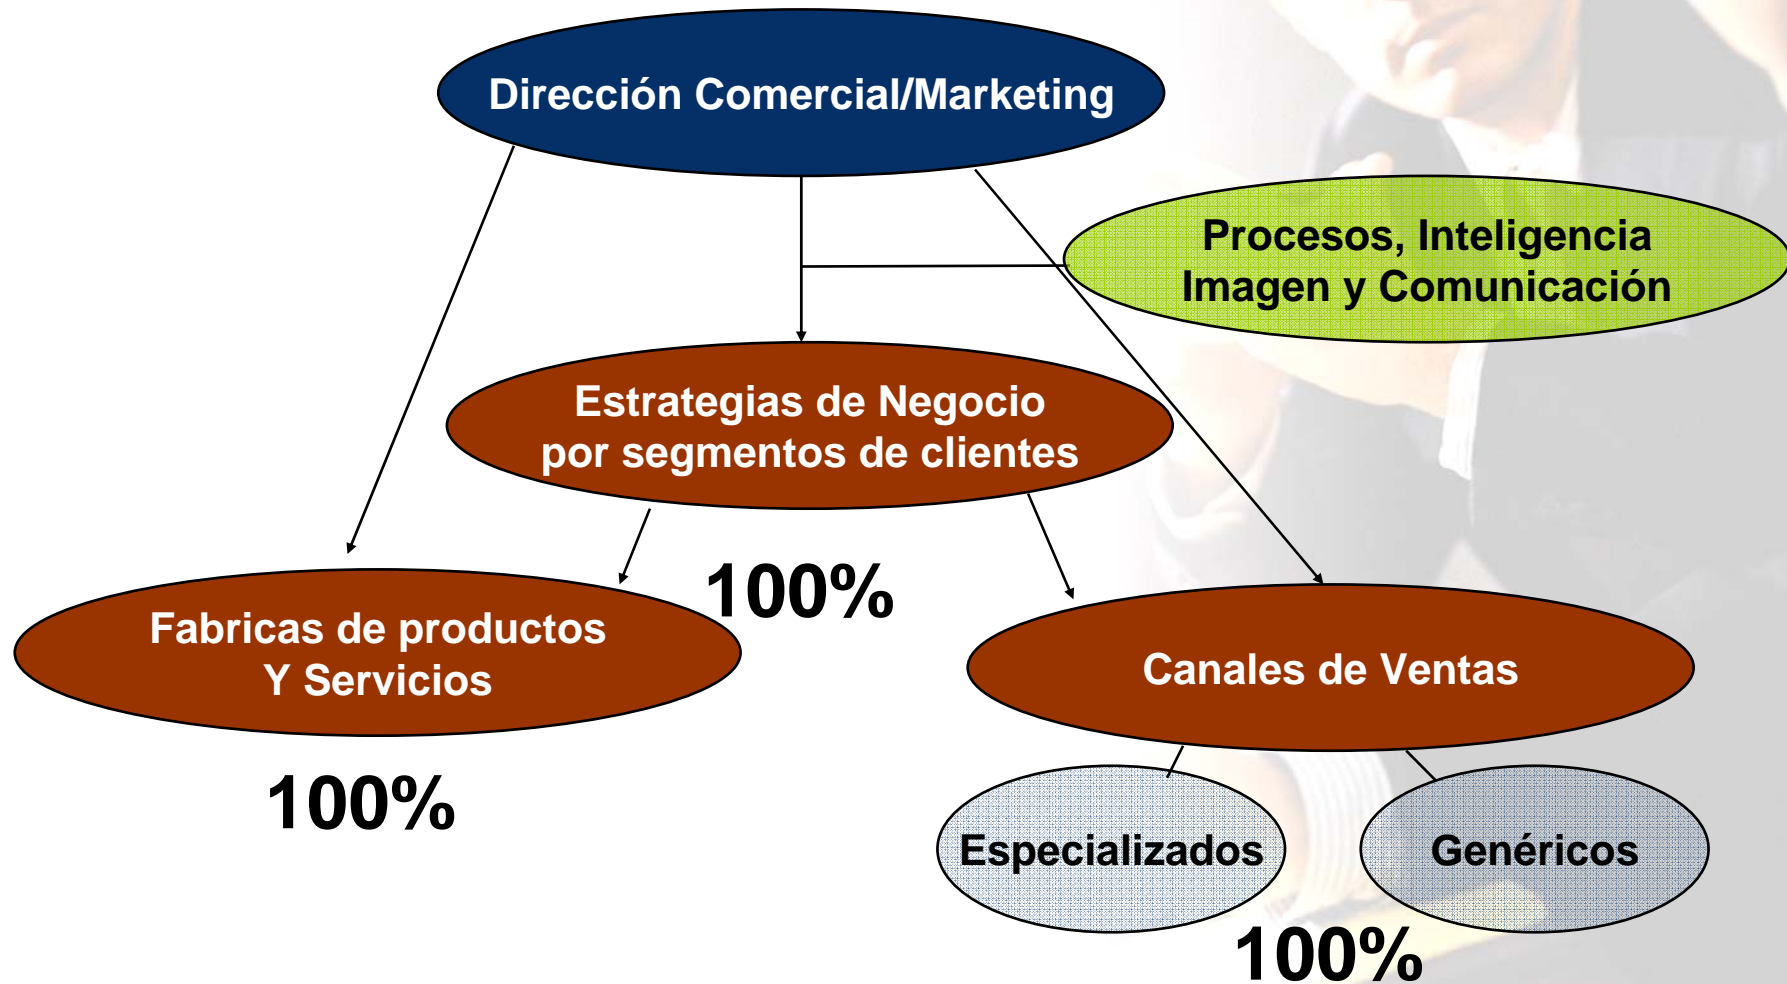 Dirección Comercial/Marketing
Procesos, Inteligencia
Imagen y Comunicación
Estrategias de Negocio
por segmentos de clientes
100%
Fabricas de productos
Y Servicios
100%
Canales de Ventas
Especializados
Genéricos
100%